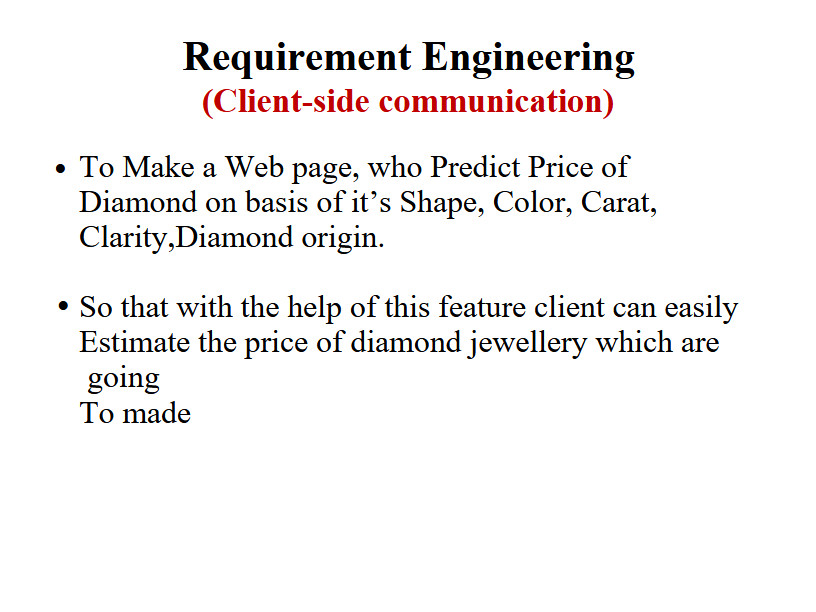 Requirement Engineering
(Client-side communication)
• To Make a Web page, who Predict Price of
Diamond on basis of it’s Shape, Color, Carat,
Clarity,Diamond origin.
• So that with the help of this feature client can easily
Estimate the price of diamond jewellery which are
going
To made